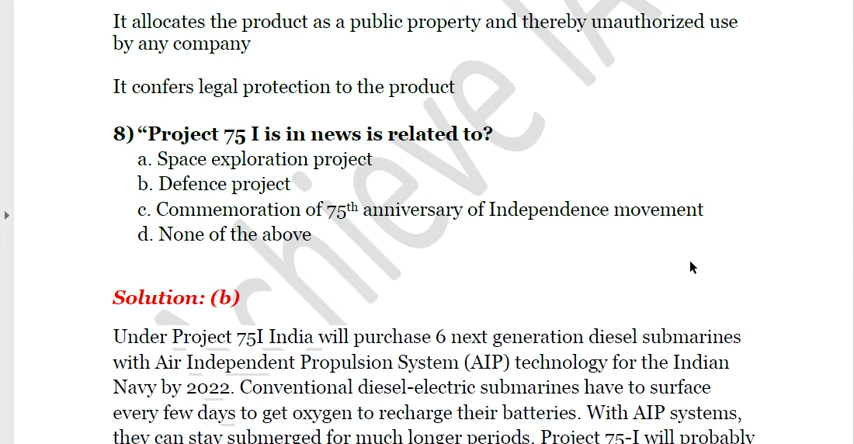 It allocates the product as a public property and thereby unauthorized use
by any company
It confers legal protection to the product
8) “Project 75 I is in news is related to?
a. Space exploration project
b. Defence project
c. Commemoration of 75th anniversary of Independence movement
d. None of the above
Solution: (b)
Under Project 75I India will purchase 6 next generation diesel submarines
with Air Independent Propulsion System (AIP) technology for the Indian
Navy by 2022. Conventional diesel-electric submarines have to surface
every few days to get oxygen to recharge their batteries. With AIP systems,
they can stay submerged for much longer periods. Project 75-I will probably
chieve IA